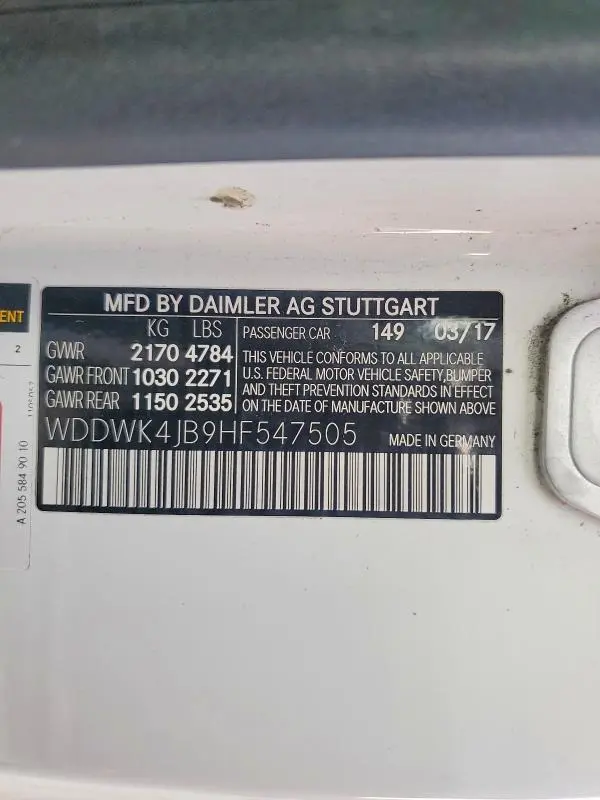 MFD BY DAIMLER AG STUTTGART
KG LBS
GVWR 2170 4784
GAWR FRONT 1030 2271
GAWR REAR 1150 2535
PASSENGER CAR 149 03/17
THIS VEHICLE CONFORMS TO ALL APPLICABLE
U.S. FEDERAL MOTOR VEHICLE SAFETY,BUMPER
AND THEFT PREVENTION STANDARDS IN EFFECT
ON THE DATE OF MANUFACTURE SHOWN ABOVE
WDDWK4JB9HF547505 MADE IN GERMANY
ENT
2
A 205 584 90 10